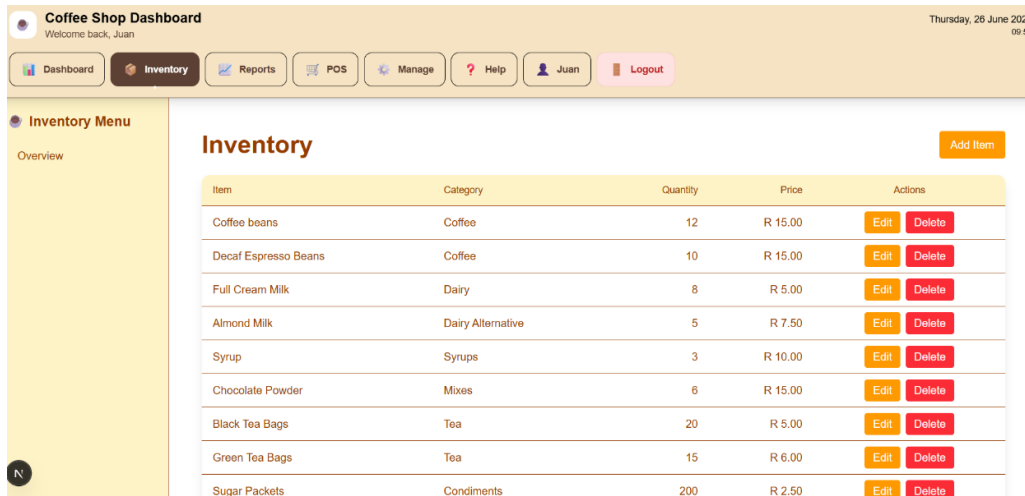 Coffee Shop Dashboard
Welcome back, Juan
Thursday, 26 June
Dashboard Inventory Reports POS Manage Help Juan Logout
Inventory Menu
Overview
Inventory
Add Item
Item Category Quantity Price Actions
Coffee beans Coffee 12 R 15.00 Edit Delete
Decaf Espresso Beans Coffee 10 R 15.00 Edit Delete
Full Cream Milk Dairy 8 R 5.00 Edit Delete
Almond Milk Dairy Alternative 5 R 7.50 Edit Delete
Syrup Syrups 3 R 10.00 Edit Delete
Chocolate Powder Mixes 6 R 15.00 Edit Delete
Black Tea Bags Tea 20 R 5.00 Edit Delete
Green Tea Bags Tea 15 R 6.00 Edit Delete
N
Sugar Packets Condiments 200 R 2.50 Edit Delete